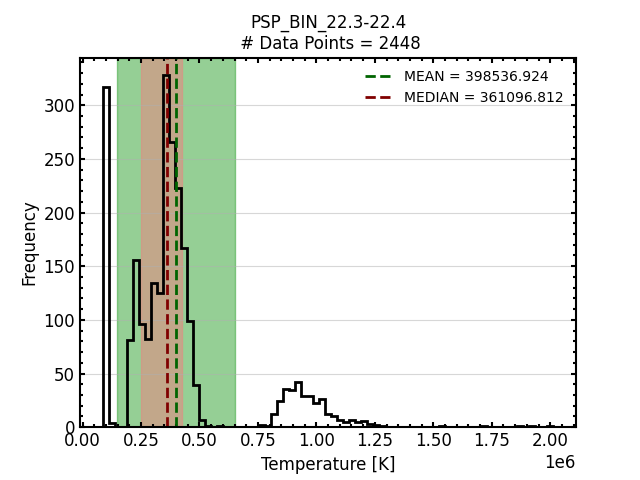 PSP_BIN_22.3-22.4
# Data Points = 2448
MEAN = 398536.924
MEDIAN = 361096.812
Frequency
300
250
200
150
100
50
0
0.00 0.25 0.50 0.75 1.00 1.25 1.50 1.75 2.00
1e6
Temperature [K]